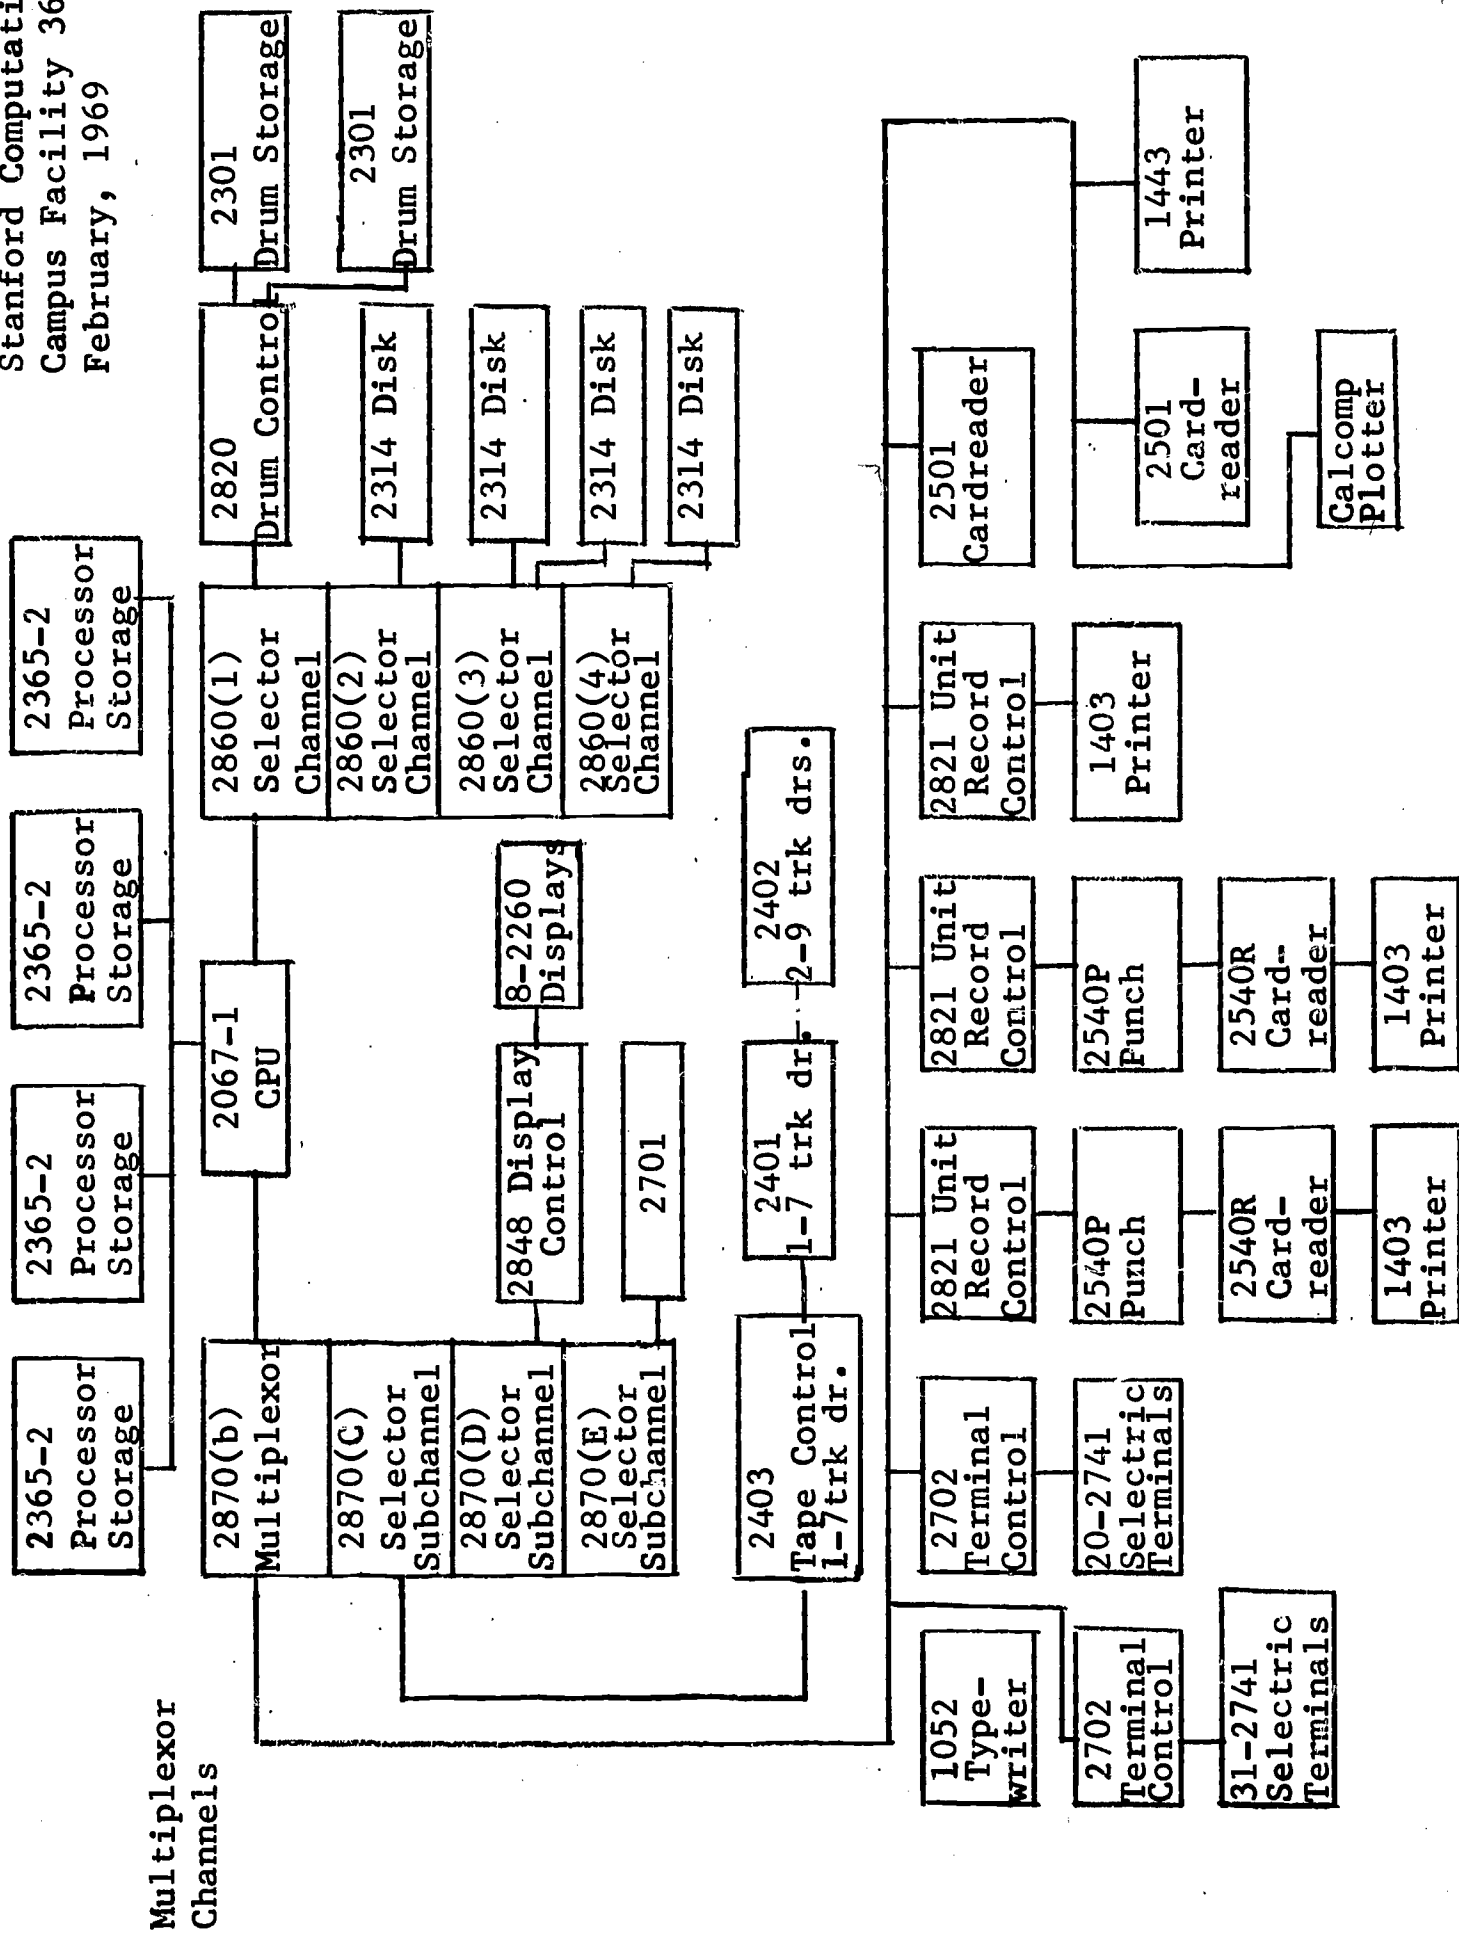 Stanford
Campus Facility
February, 1969
Multiplexor
Channels
2365-2
Processor
Storage
2365-2
Processor
Storage
2365-2
Processor
Storage
2365-2
Processor
Storage
2067-1
CPU
2870(b)
Multiplexor
2870(C)
Selector
Subchannel
2870(D)
Selector
Subchannel
2870(E)
Selector
Subchannel
2848 Display
Control
8-2260
Displays
2701
2860(1)
Selector
Channel
2860(2)
Selector
Channel
2860(3)
Selector
Channel
2860(4)
Selector
Channel
2820
Drum Control
2301
Drum Storage
2301
Drum Storage
2314 Disk
2314 Disk
2314 Disk
2314 Disk
2403
Tape Control
1-7trk dr.
2401
1-7 trk dr.
2402
2-9 trk drs.
1052
Type-
writer
2702
Terminal
Control
31-2741
Selectric
Terminals
2702
Terminal
Control
20-2741
Selectric
Terminals
2821 Unit
Record
Control
2540P
Punch
2540R
Card-
reader
1403
Printer
2821 Unit
Record
Control
2540P
Punch
2540R
Card-
reader
1403
Printer
2821 Unit
Record
Control
1403
Printer
2501
Cardreader
2501
Card-
reader
1443
Printer
Calcomp
Plotter